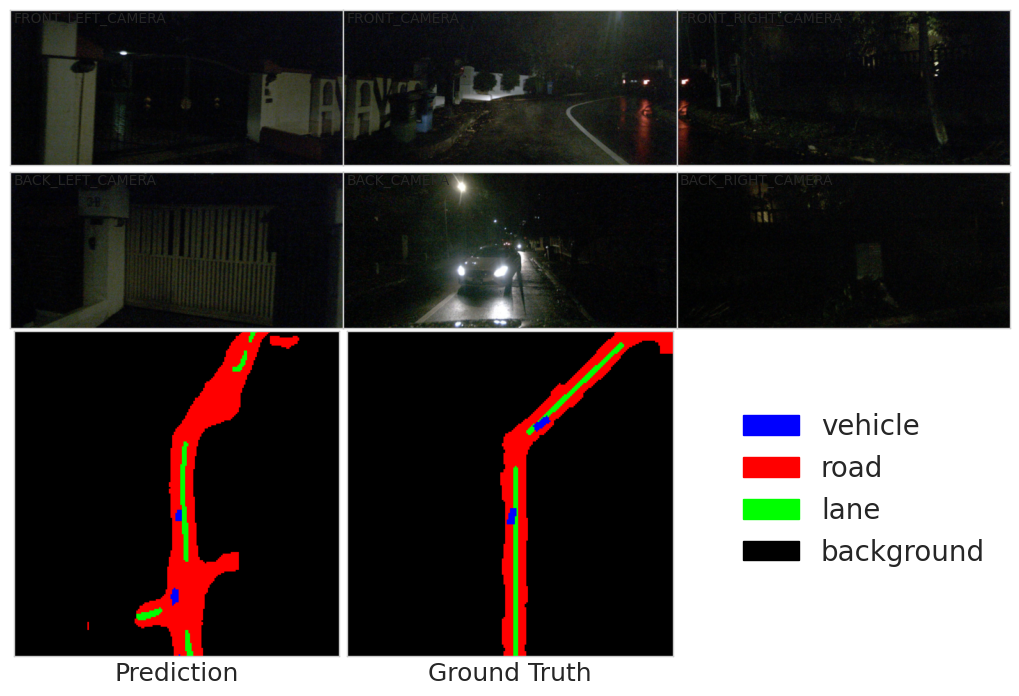 FRONT_LEFT_CAMERA
FRONT_CAMERA
FRONT_RIGHT_CAMERA
BACK_LEFT_CAMERA
BACK_CAMERA
BACK_RIGHT_CAMERA
vehicle
road
lane
background
Prediction
Ground Truth